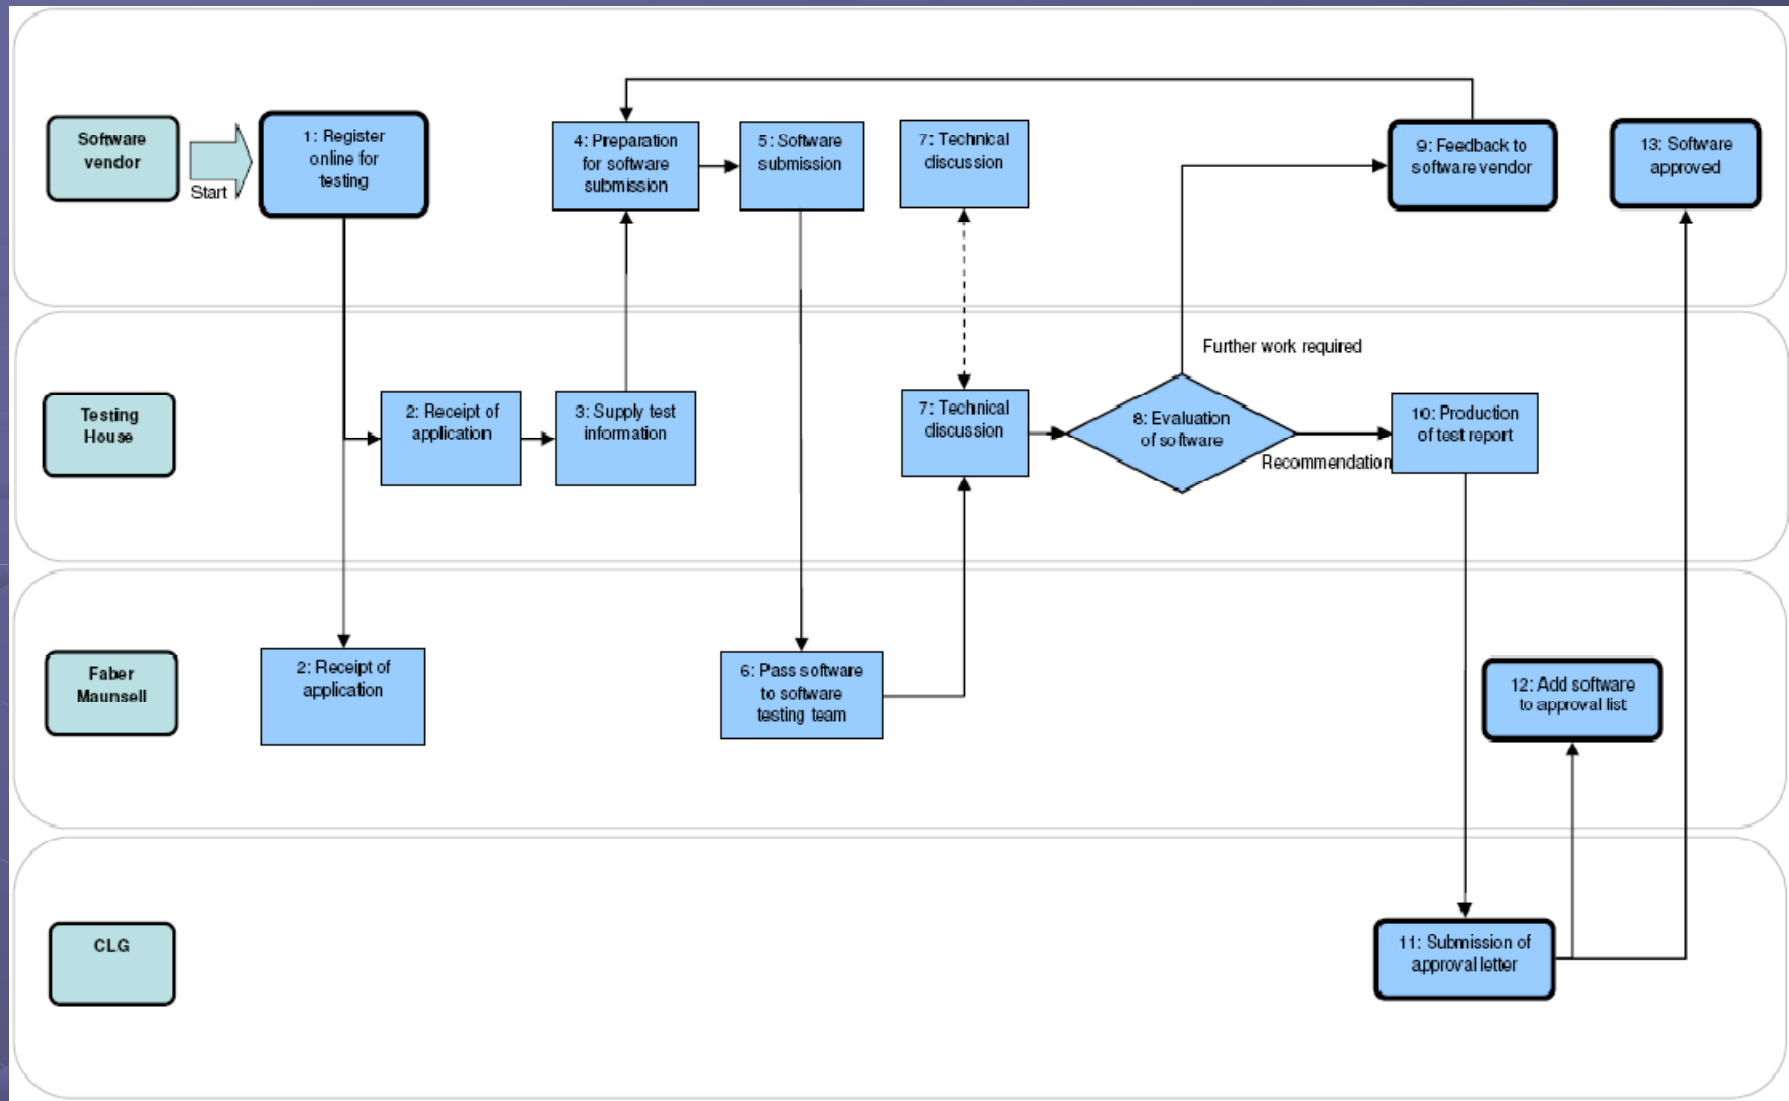 Software
vendor
Start
1: Register
online for
testing
4: Preparation
for software
submission
5: Software
submission
7: Technical
discussion
9: Feedback to
software vendor
13: Software
approved
Further work required
Testing
House
2: Receipt of
application
3: Supply test
information
7: Technical
discussion
8: Evaluation
of software
Recommendation
10: Production
of test report
Faber
Maunsell
2: Receipt of
application
6: Pass software
to software
testing team
12: Add software
to approval list
CLG
11: Submission of
approval letter